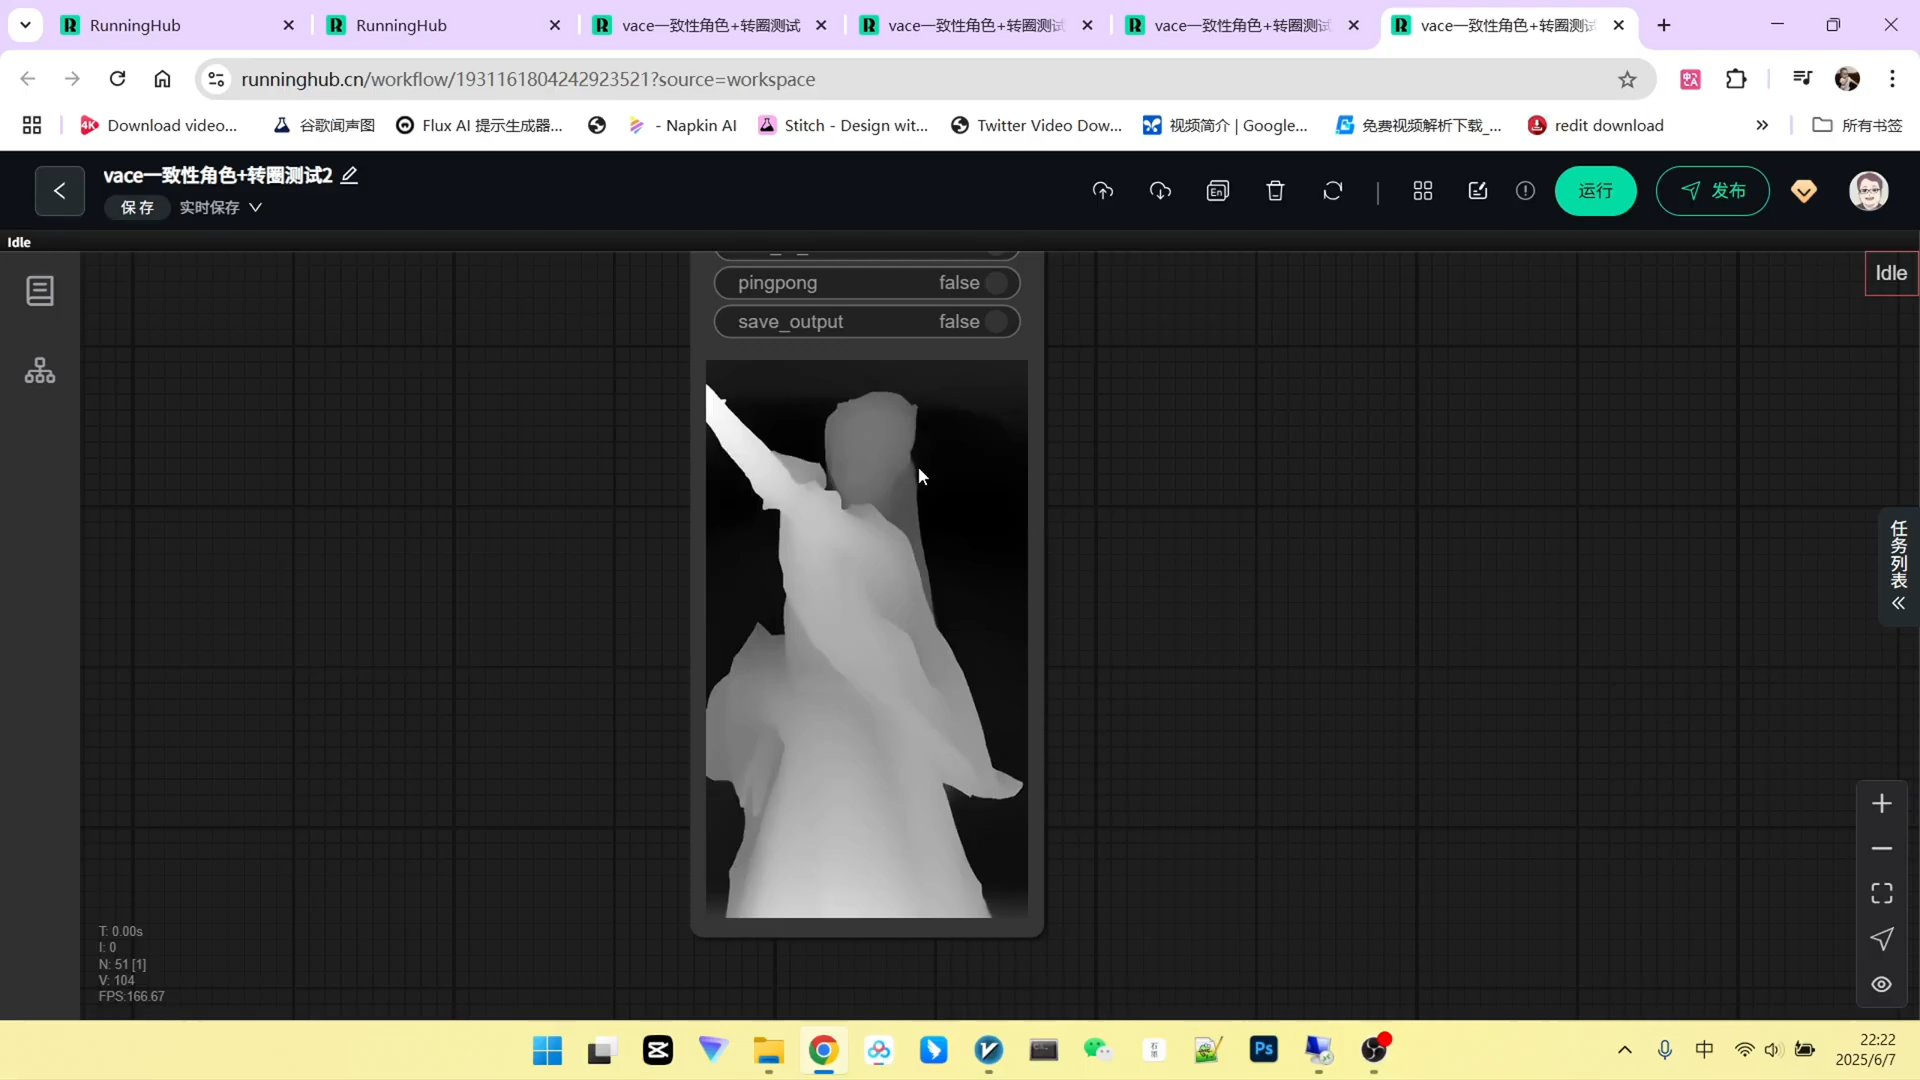 RunningHub
RunningHub
vace一致性角色+转圈测试
vace一致性角色+转圈测试
vace一致性角色+转圈测试
vace一致性角色+转圈测试
runninghub.cn/workflow/1931161804242923521?source=workspace
4K
Download video...
谷歌闻声图
Flux AI 提示生成器...
- Napkin AI
Stitch - Design wit...
Twitter Video Dow...
视频简介 | Google...
免费视频解析下载_...
redit download
所有书签
vace一致性角色+转圈测试2
保存
实时保存
En
运行
发布
Idle
Idle
pingpong false
save_output false
任务列表
T: 0.00s
I: 0
N: 51 [1]
V: 104
FPS:166.67
Ps
中
22:22
2025/6/7